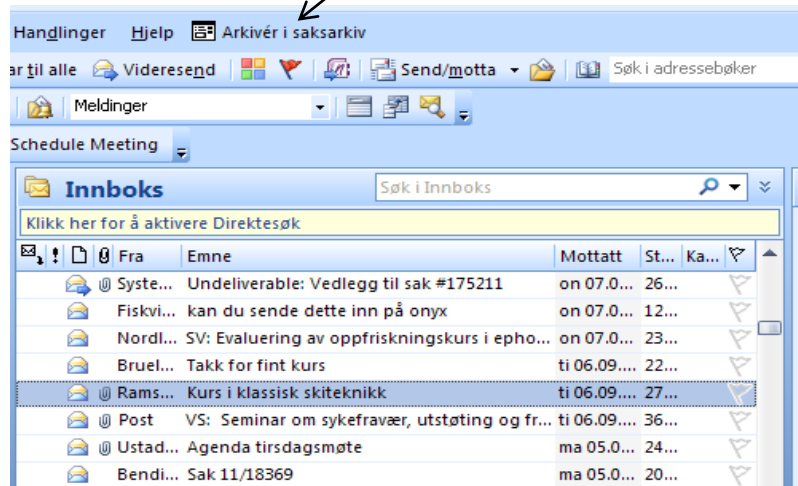 Handlinger Hjelp Arkivér i saksarkiv
ar til alle Videresend Send/motta Søk i adressebøker
Meldinger
Schedule Meeting
Innboks Søk i Innboks
Klikk her for å aktivere Direktesøk
Fra Emne Mottatt St... Ka...
Syste... Undeliverable: Vedlegg til sak #175211 on 07.0... 26...
Fiskvi... kan du sende dette inn på onyx on 07.0... 12...
Nordl... SV: Evaluering av oppfriskningskurs i epho... on 07.0... 23...
Bruel... Takk for fint kurs ti 06.09.... 22...
Rams... Kurs i klassisk skiteknikk ti 06.09.... 27...
Post VS: Seminar om sykefravær, utstøting og fr... ti 06.09.... 36...
Ustad... Agenda tirsdagsmøte ma 05.0... 24...
Bendi... Sak 11/18369 ma 05.0... 20...